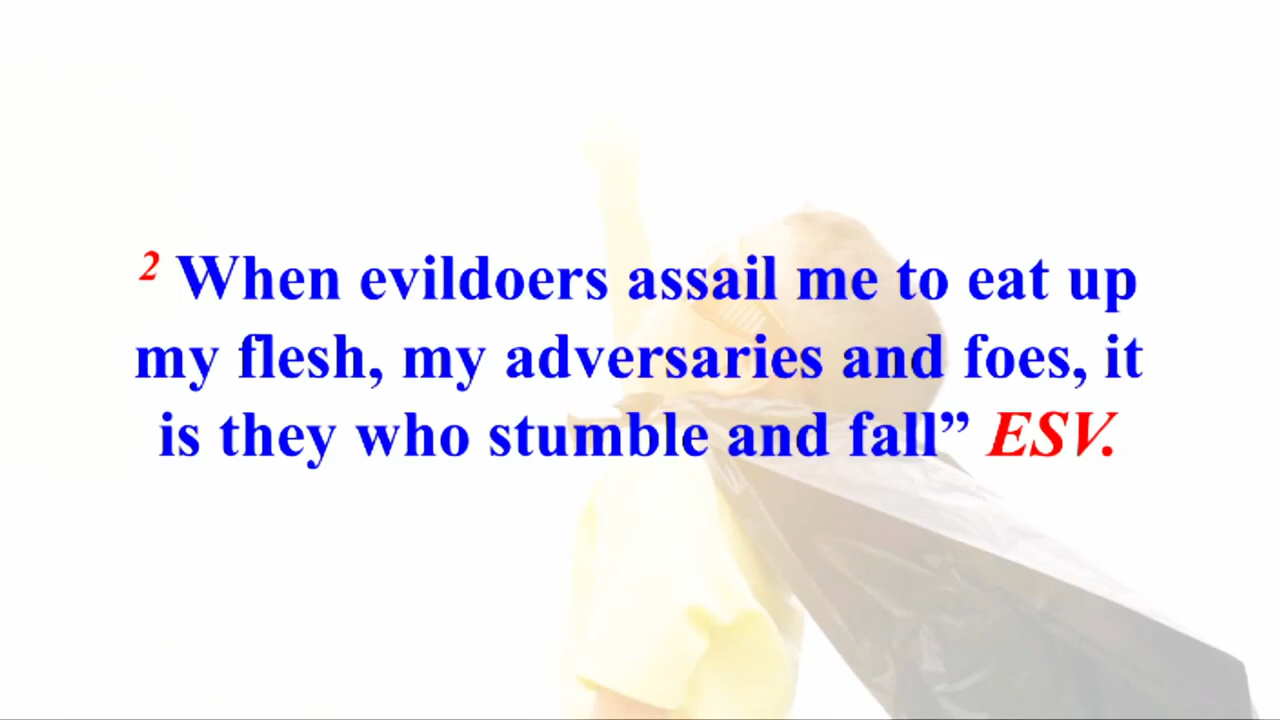 2 When evildoers assail me to eat up
my flesh, my adversaries and foes, it
is they who stumble and fall” ESV.